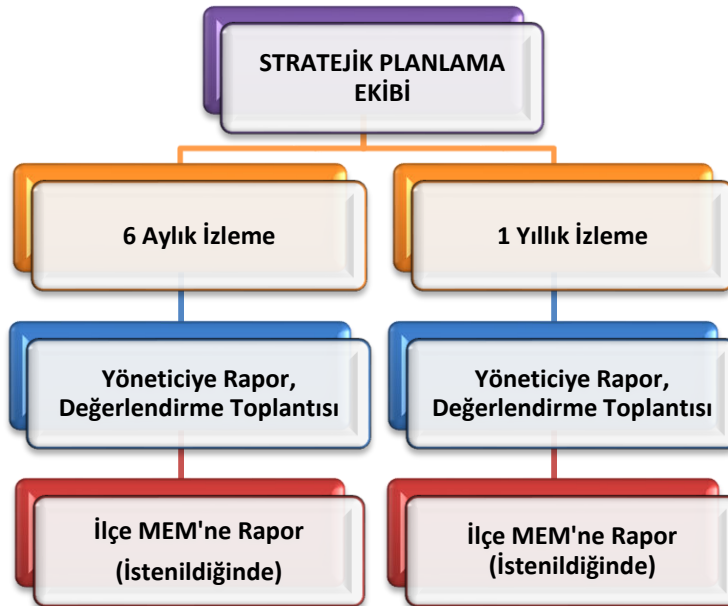 STRATEJİK PLANLAMA
EKİBİ
6 Aylık İzleme
1 Yıllık İzleme
Yöneticiye Rapor,
Değerlendirme Toplantısı
Yöneticiye Rapor,
Değerlendirme Toplantısı
İlçe MEM'ne Rapor
(İstenildiğinde)
İlçe MEM'ne Rapor
(İstenildiğinde)